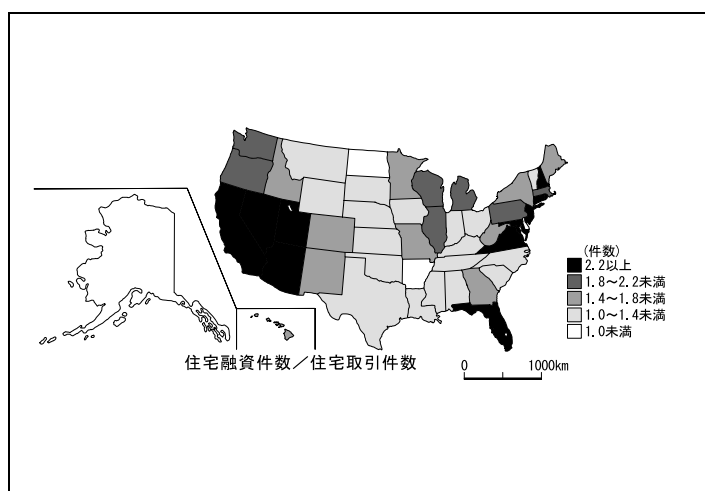 (件数)
2.2以上
1.8～2.2未満
1.4～1.8未満
1.0～1.4未満
1.0未満
住宅融資件数／住宅取引件数
0 1000km